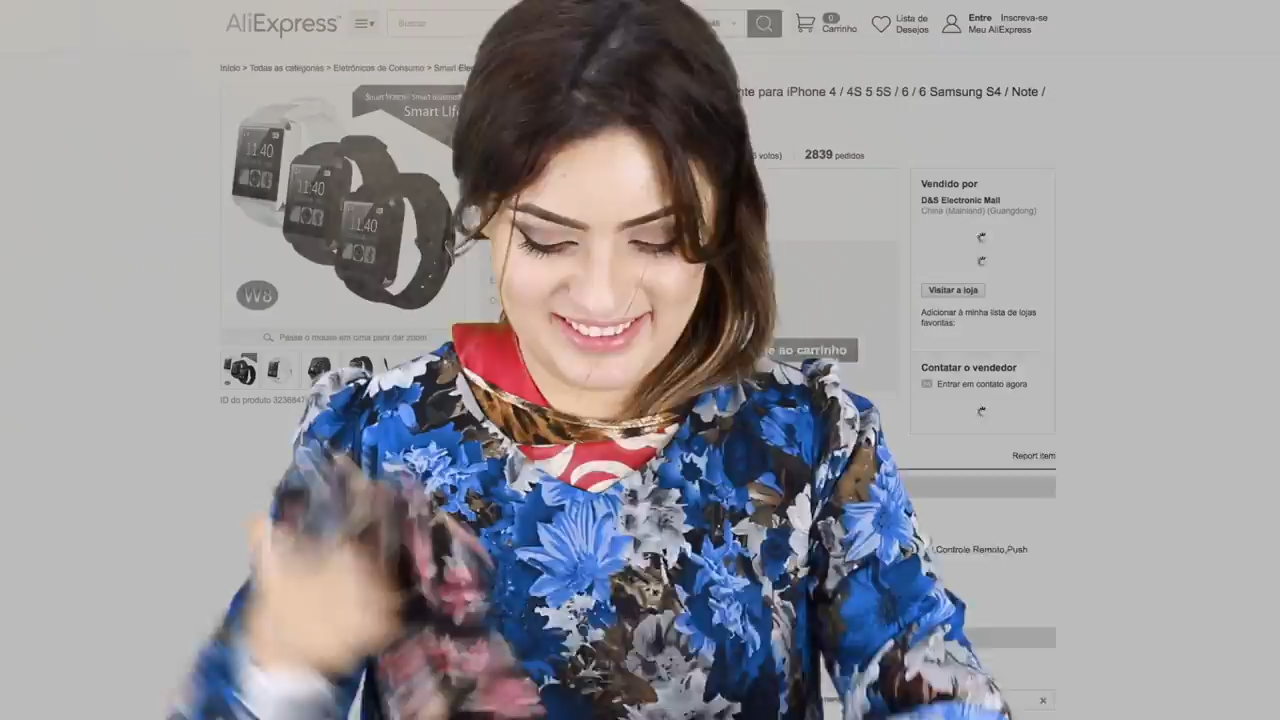 AliExpress™
Buscar
0
Carrinho
Lista de
Desejos
Entre Inscreva-se
Meu AliExpress
Início > Todas as categorias > Eletrônicos de Consumo > Smart
para iPhone 4 / 4S 5 5S / 6 / 6 Samsung S4 / Note /
Smart Life
11:40
11:40
11:40
W8
votos)
2839 pedidos
Vendido por
D&S Electronic Mall
China (Mainland) (Guangdong)
Visitar a loja
Adicionar à minha lista de lojas
favoritas:
Passe o mouse em cima para dar zoom
ao carrinho
Contatar o vendedor
Entrar em contato agora
ID do produto
Report item
,Controle Remoto,Push